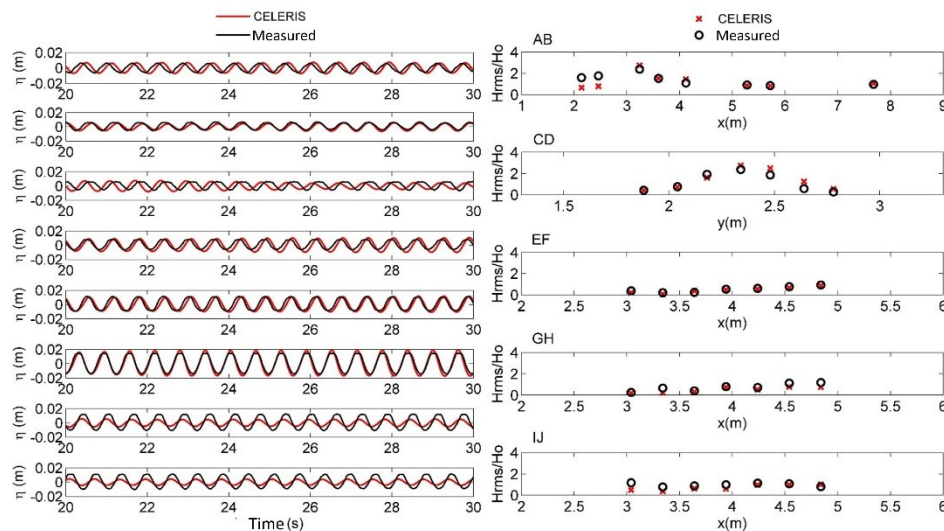 CELERIS
Measured
η (m)
0.02
0
-0.02
20 22 24 26 28 30
η (m)
0.02
0
-0.02
20 22 24 26 28 30
η (m)
0.02
0
-0.02
20 22 24 26 28 30
η (m)
0.02
0
-0.02
20 22 24 26 28 30
η (m)
0.02
0
-0.02
20 22 24 26 28 30
η (m)
0.02
0
-0.02
20 22 24 26 28 30
η (m)
0.02
0
-0.02
20 22 24 26 28 30
η (m)
0.02
0
-0.02
20 22 24 26 28 30
Time (s)
CELERIS
Measured
AB
Hrms/Ho
4
2
0
1 2 3 4 5 6 7 8 9
x(m)
CD
Hrms/Ho
4
2
0
1.5 2 2.5 3
y(m)
EF
Hrms/Ho
4
2
0
2 2.5 3 3.5 4 4.5 5 5.5 6
x(m)
GH
Hrms/Ho
4
2
0
2 2.5 3 3.5 4 4.5 5 5.5 6
x(m)
IJ
Hrms/Ho
4
2
0
2 2.5 3 3.5 4 4.5 5 5.5 6
x(m)